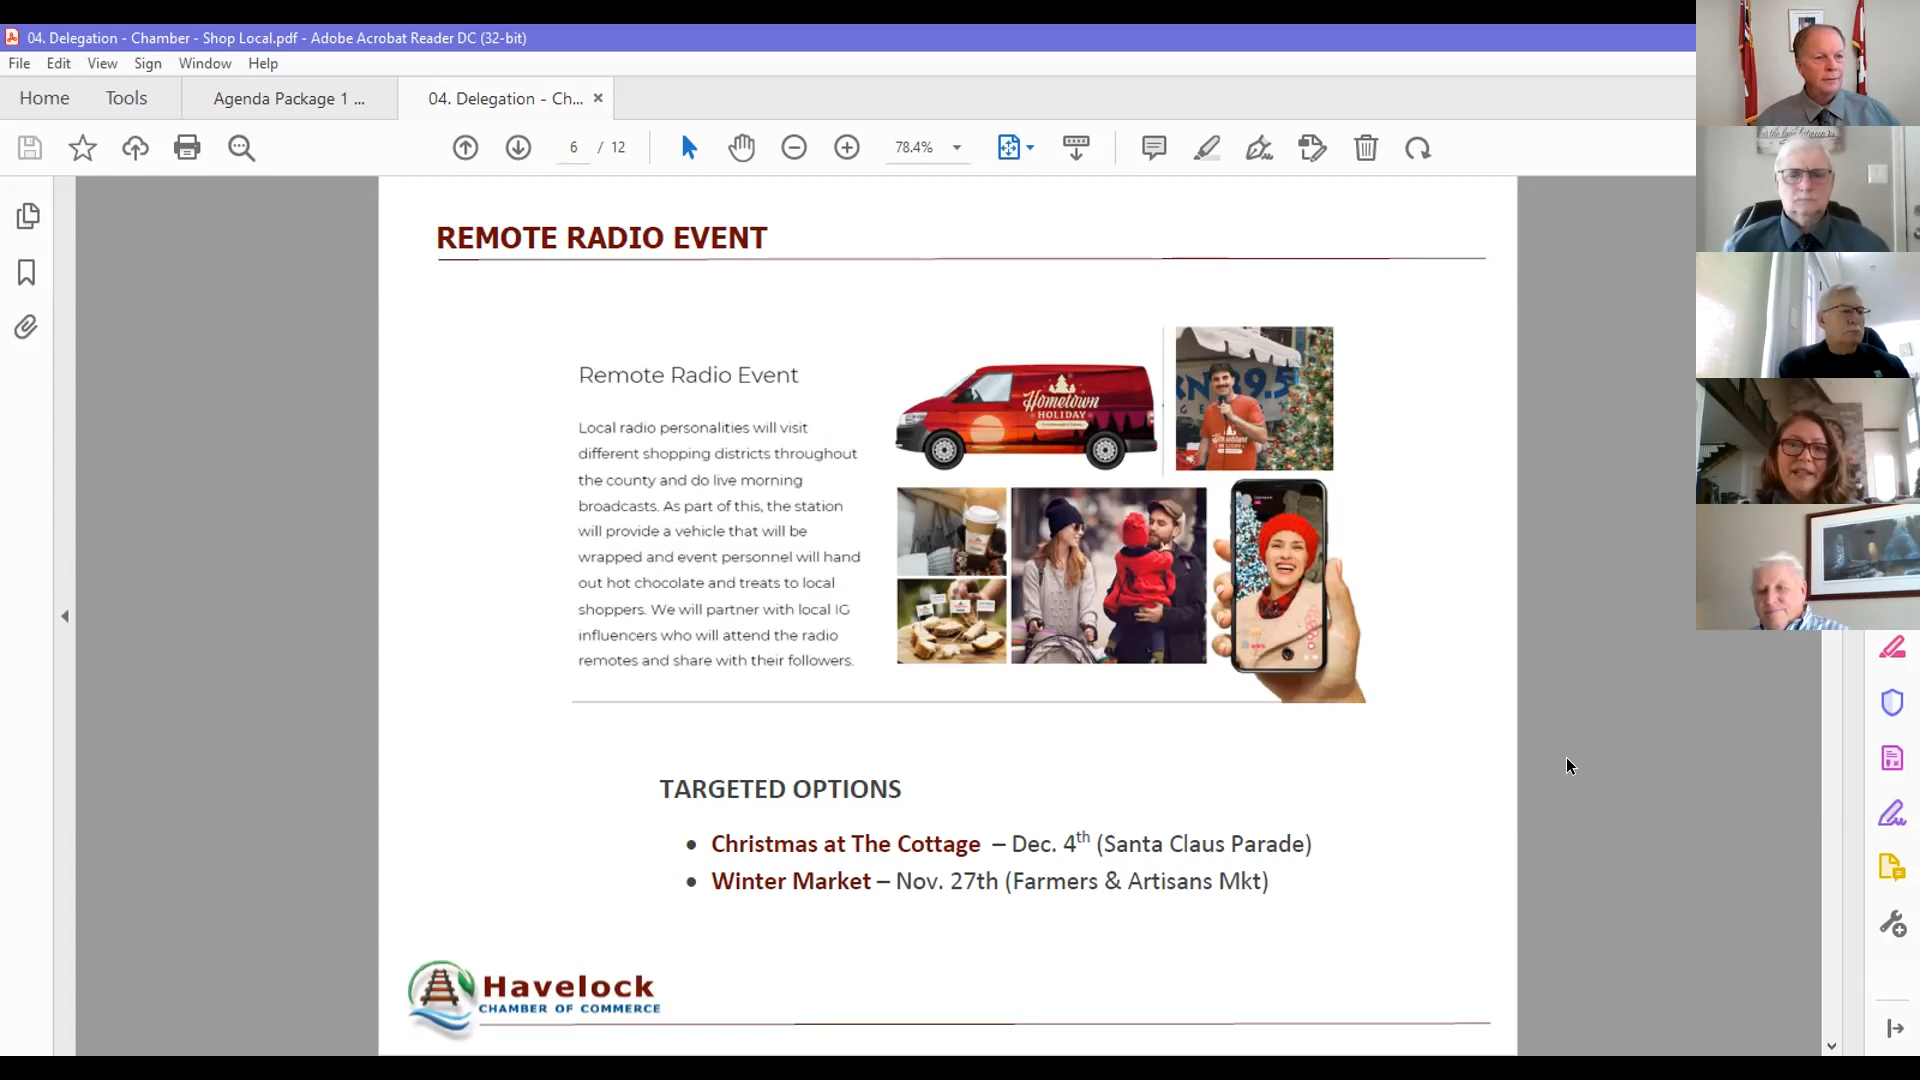 04. Delegation - Chamber - Shop Local.pdf - Adobe Acrobat Reader DC (32-bit)
File Edit View Sign Window Help
Home Tools Agenda Package 1 ... 04. Delegation - Ch...
6 / 12 78.4%
REMOTE RADIO EVENT
Remote Radio Event
Local radio personalities will visit
different shopping districts throughout
the county and do live morning
broadcasts. As part of this, the station
will provide a vehicle that will be
wrapped and event personnel will hand
out hot chocolate and treats to local
shoppers. We will partner with local IG
influencers who will attend the radio
remotes and share with their followers.
Hometown
HOLIDAY
TARGETED OPTIONS
• Christmas at The Cottage – Dec. 4th (Santa Claus Parade)
• Winter Market – Nov. 27th (Farmers & Artisans Mkt)
Havelock
CHAMBER OF COMMERCE